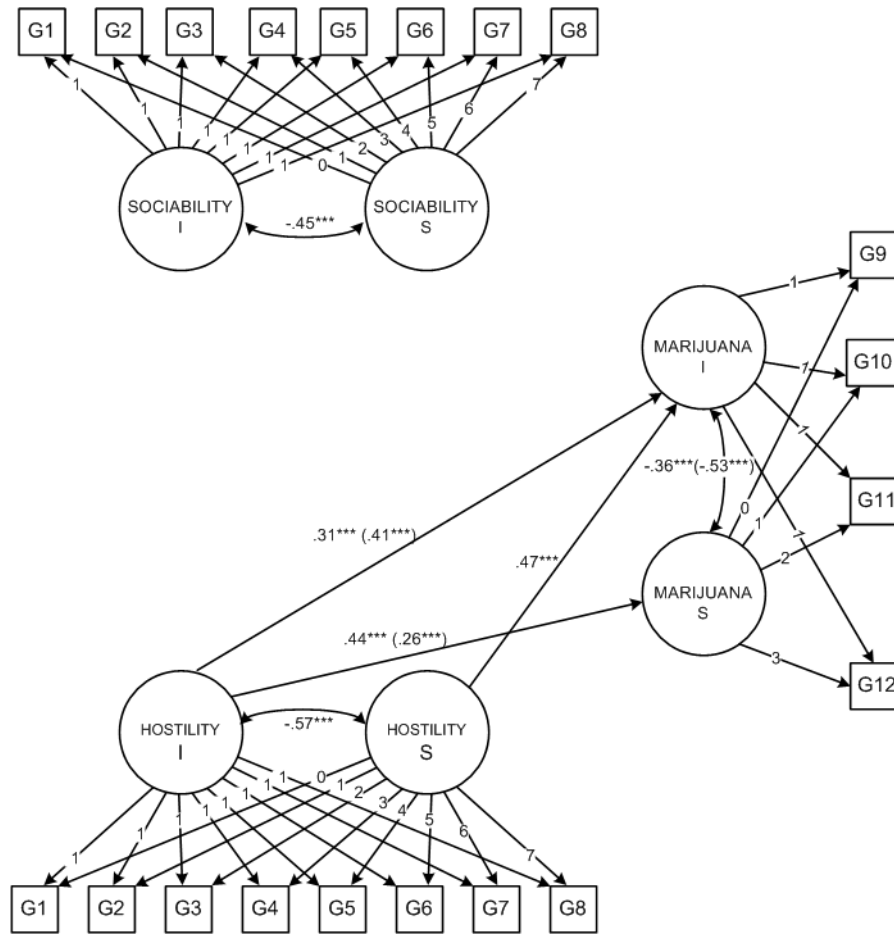 G1 G2 G3 G4 G5 G6 G7 G8
1 1 1 1 1 1 1 1 0 1 2 3 4 5 6 7
SOCIABILITY
I
SOCIABILITY
S
-.45***
G9
1
MARIJUANA
I
1
G10
1
-.36***(-.53***)
0
1
1
G11
2
.31*** (.41***)
.47***
MARIJUANA
S
.44*** (.26***)
3
G12
HOSTILITY
I
-.57***
HOSTILITY
S
1 1 1 1 1 1 1 1 0 1 2 3 4 5 6 7
G1 G2 G3 G4 G5 G6 G7 G8